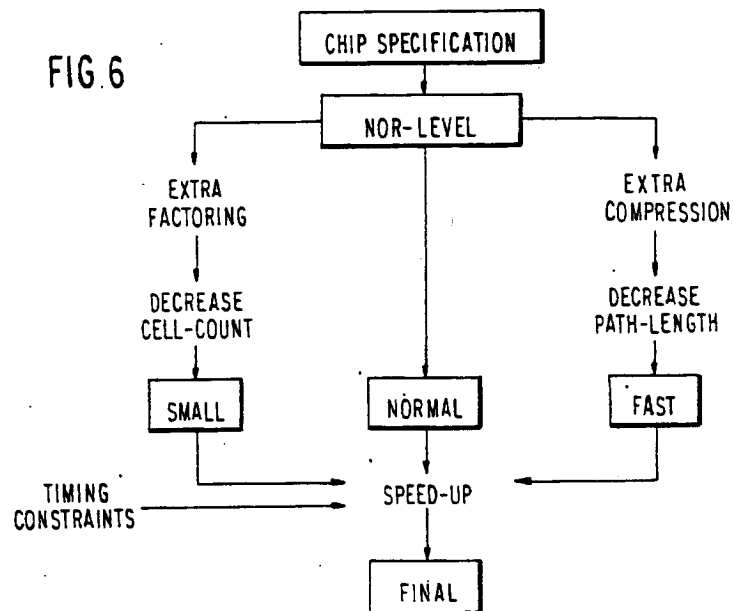 CHIP SPECIFICATION
FIG. 6
NOR-LEVEL
EXTRA
FACTORING
EXTRA
COMPRESSION
DECREASE
CELL-COUNT
DECREASE
PATH-LENGTH
SMALL
NORMAL
FAST
TIMING
CONSTRAINTS
SPEED-UP
FINAL